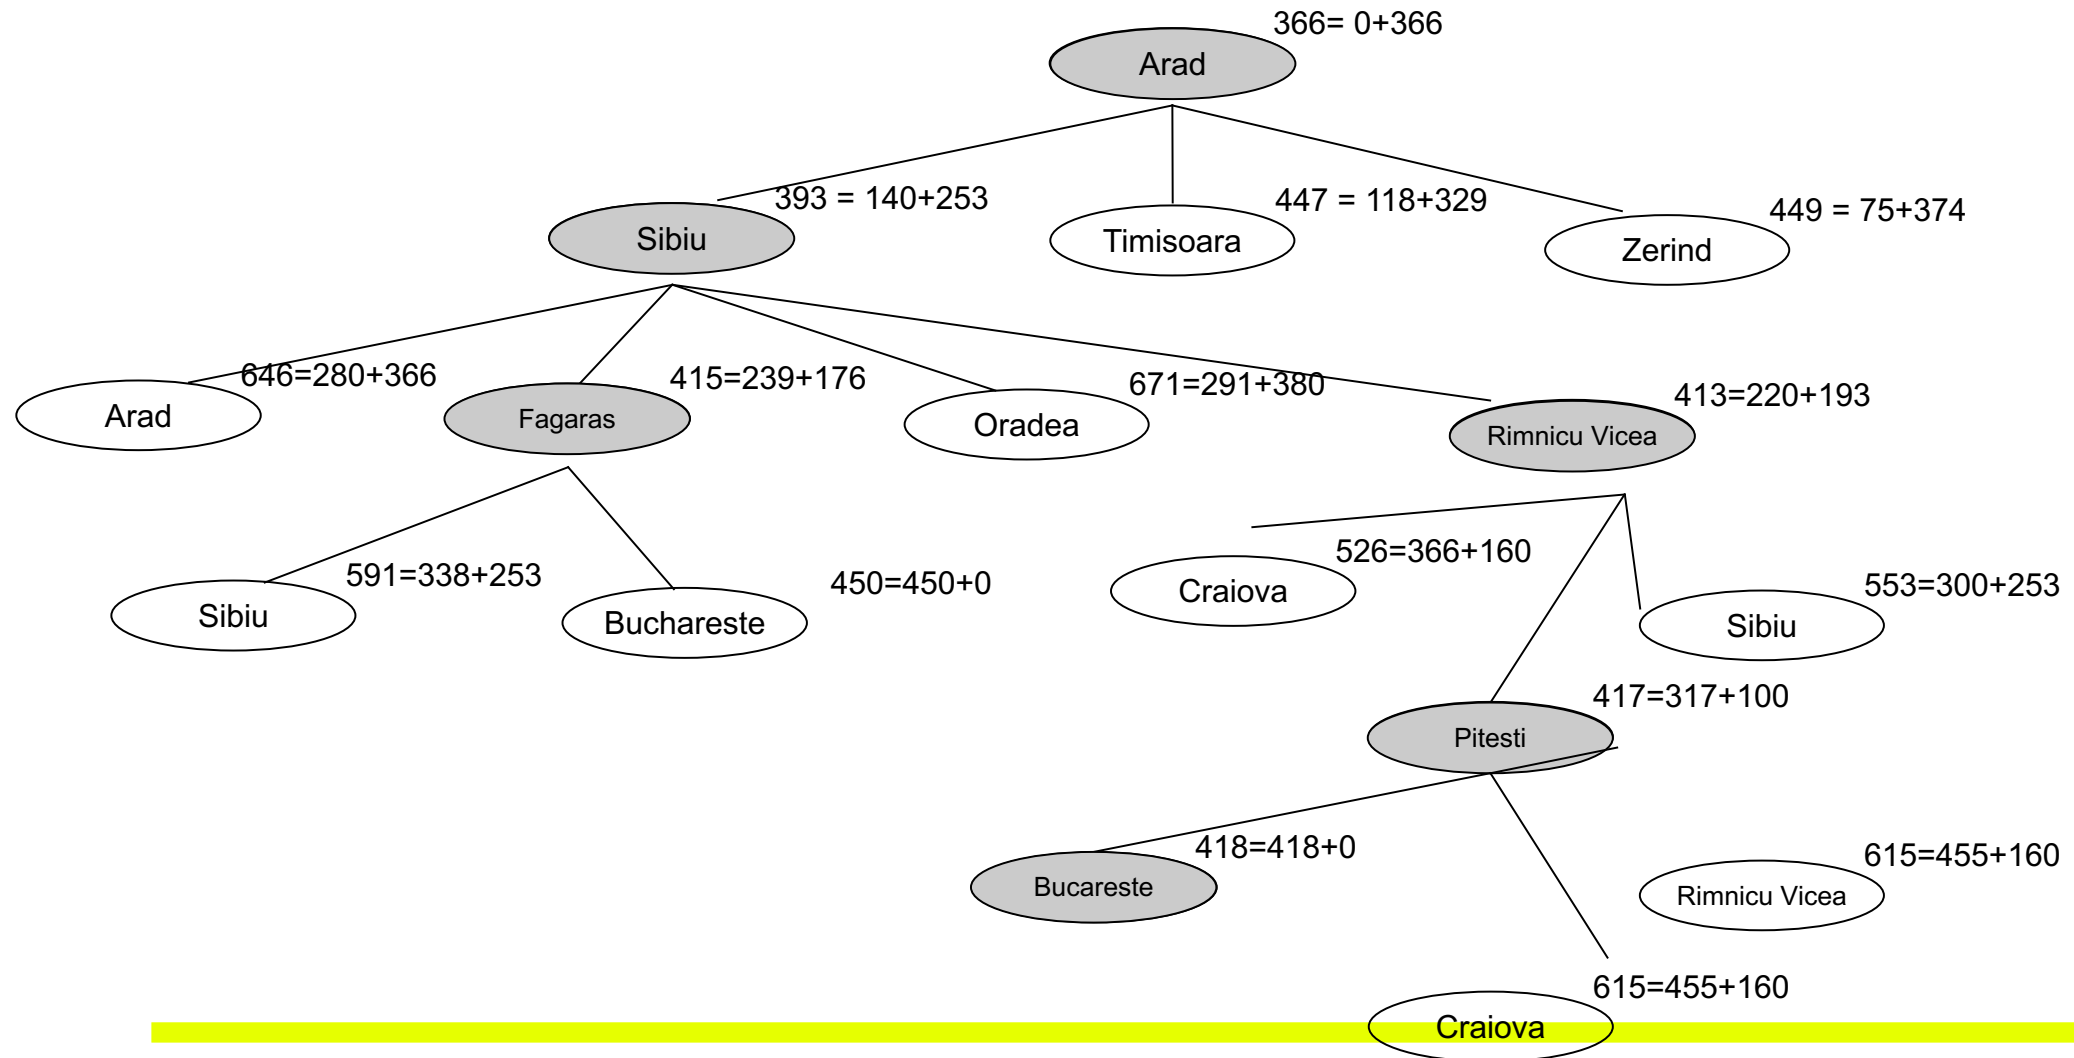 366= 0+366
Arad
393 = 140+253
Sibiu
447 = 118+329
Timisoara
449 = 75+374
Zerind
646=280+366
Arad
415=239+176
Fagaras
671=291+380
Oradea
413=220+193
Rimnicu Vicea
591=338+253
Sibiu
450=450+0
Buchareste
526=366+160
Craiova
553=300+253
Sibiu
417=317+100
Pitesti
418=418+0
Bucareste
615=455+160
Rimnicu Vicea
615=455+160
Craiova